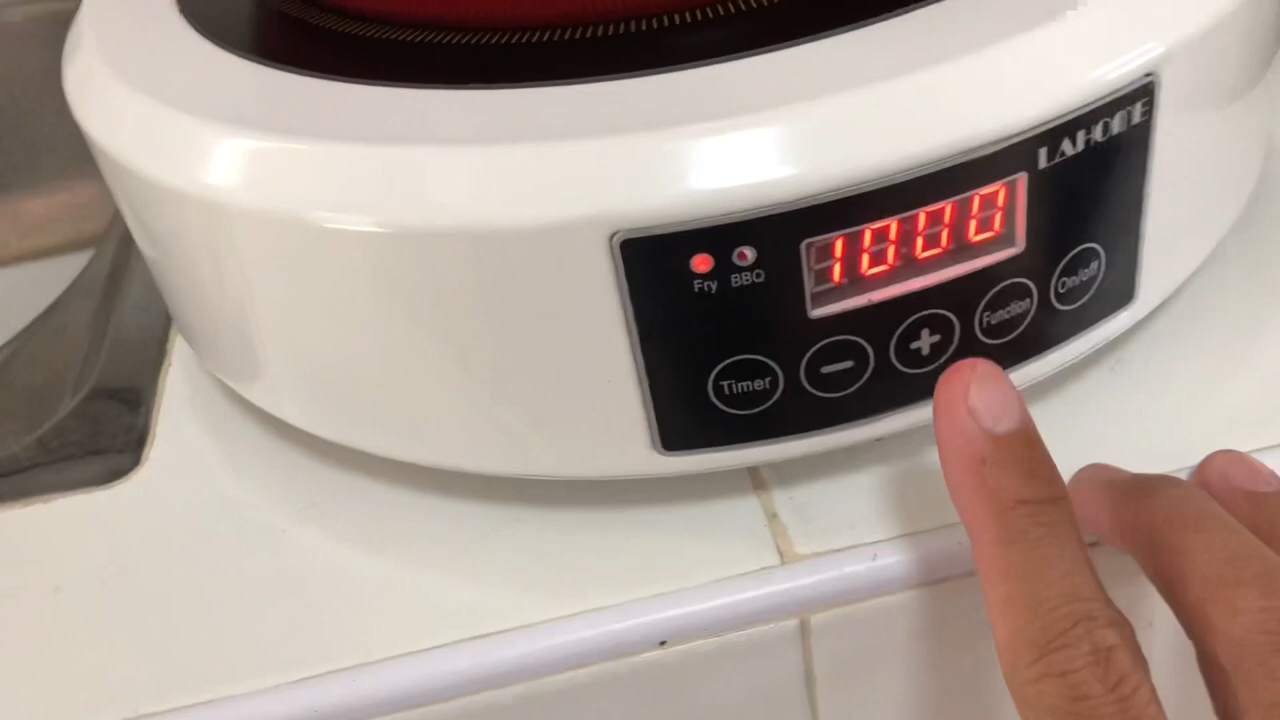 LAHOME
1000
Fry
BBQ
Timer
−
+
Function
On/off